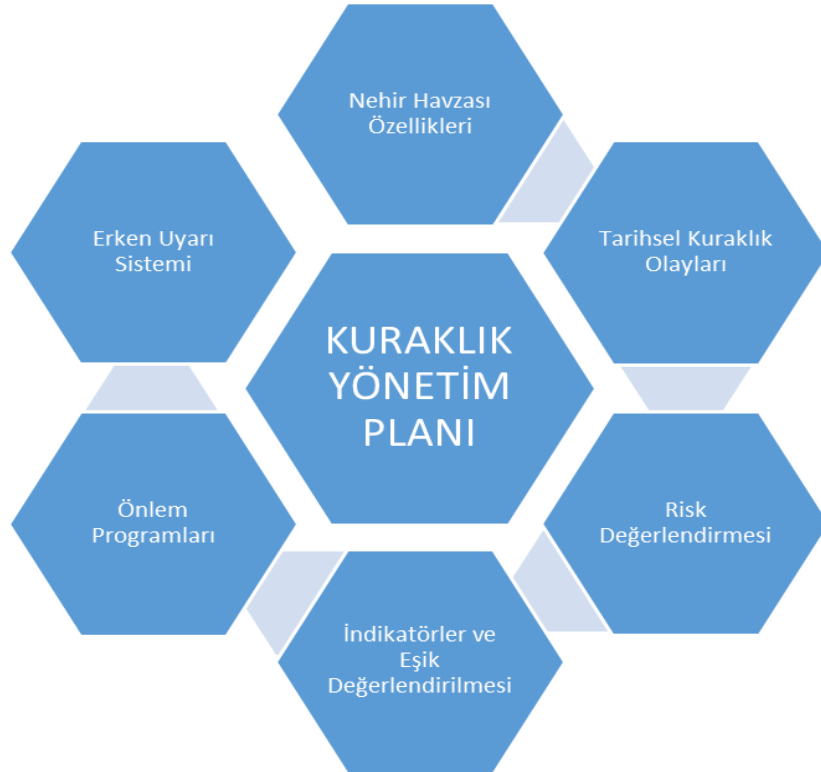 Nehir Havzası
Özellikleri
Tarihsel Kuraklık
Olayları
Risk
Değerlendirmesi
İndikatörler ve
Eşik
Değerlendirilmesi
Önlem
Programları
Erken Uyarı
Sistemi
KURAKLIK
YÖNETİM
PLANI